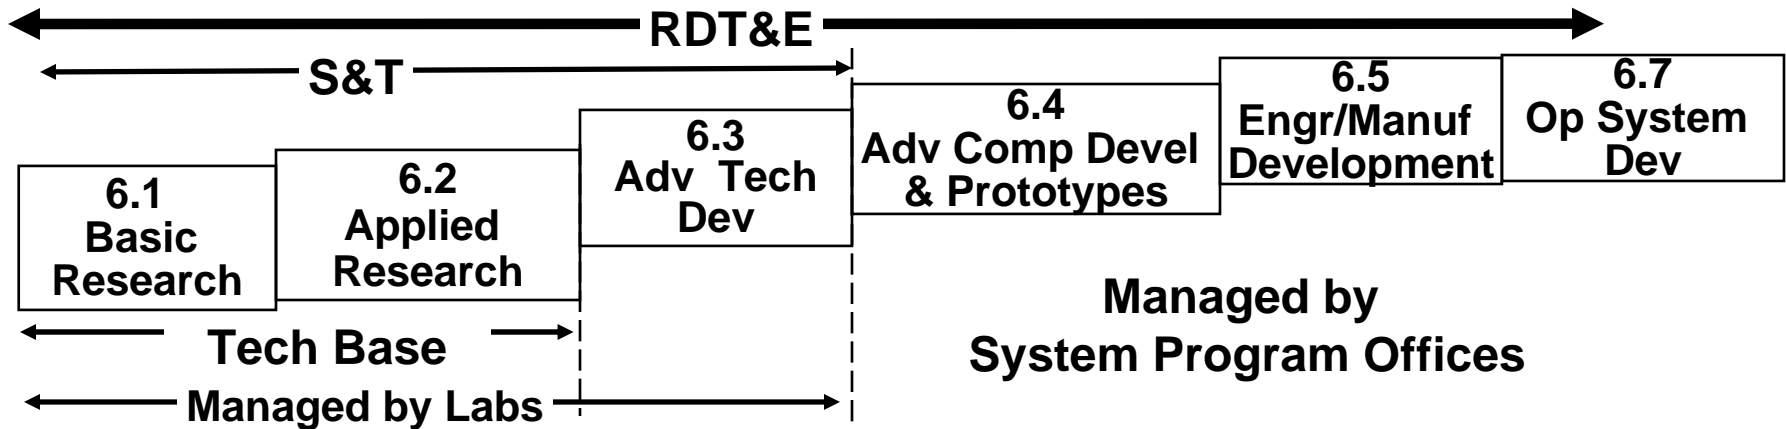 RDT&E
S&T
6.1
Basic
Research
6.2
Applied
Research
6.3
Adv Tech
Dev
6.4
Adv Comp Devel
& Prototypes
6.5
Engr/Manuf
Development
6.7
Op System
Dev
Tech Base
Managed by Labs
Managed by
System Program Offices